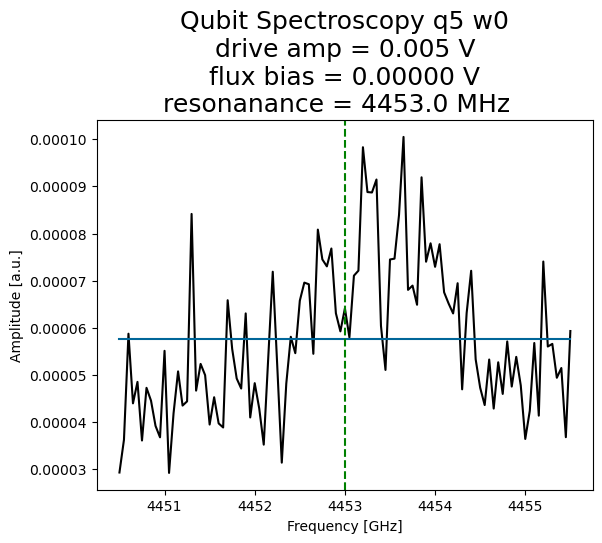 Qubit Spectroscopy q5 w0
drive amp = 0.005 V
flux bias = 0.00000 V
resonanance = 4453.0 MHz
0.00010
0.00009
0.00008
0.00007
0.00006
0.00005
0.00004
0.00003
Amplitude [a.u.]
4451 4452 4453 4454 4455
Frequency [GHz]